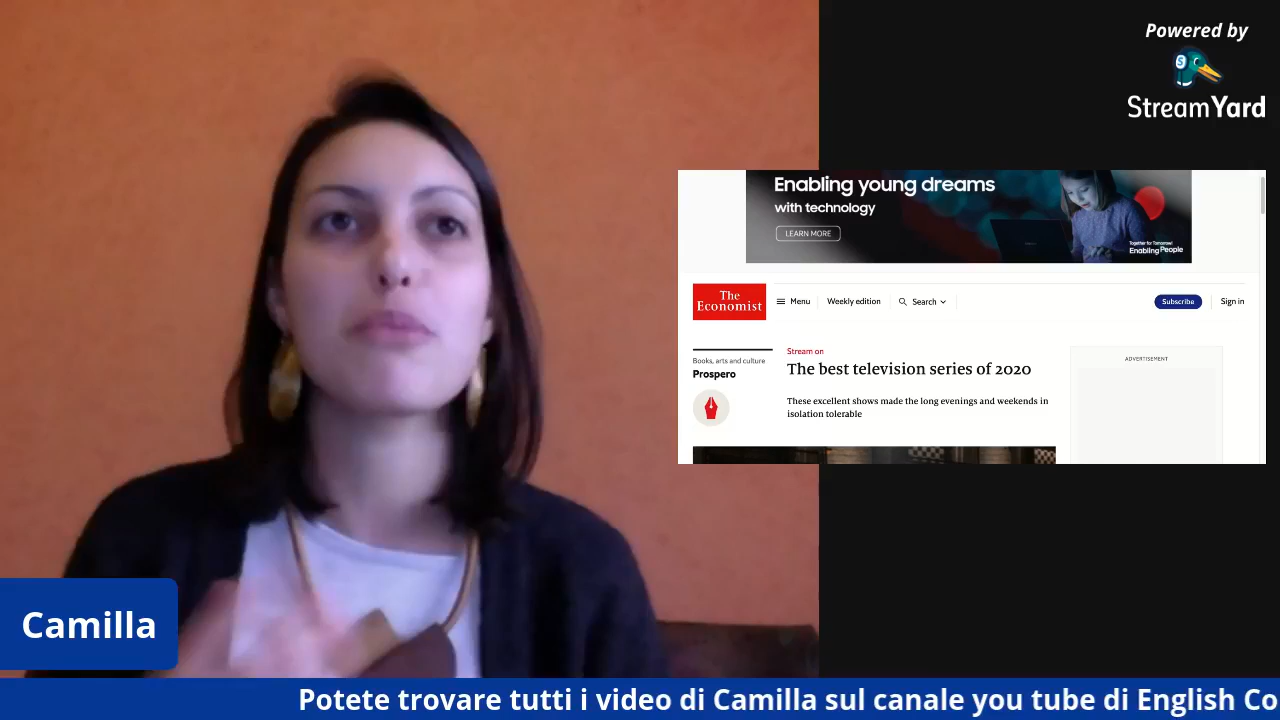 Powered by
StreamYard
Enabling young dreams
with technology
LEARN MORE
Together for Tomorrow!
Enabling People
The
Economist
Menu
Weekly edition
Search
Subscribe
Sign in
Books, arts and culture
Prospero
Stream on
The best television series of 2020
These excellent shows made the long evenings and weekends in
isolation tolerable
ADVERTISEMENT
Camilla
Potete trovare tutti i video di Camilla sul canale you tube di English Co